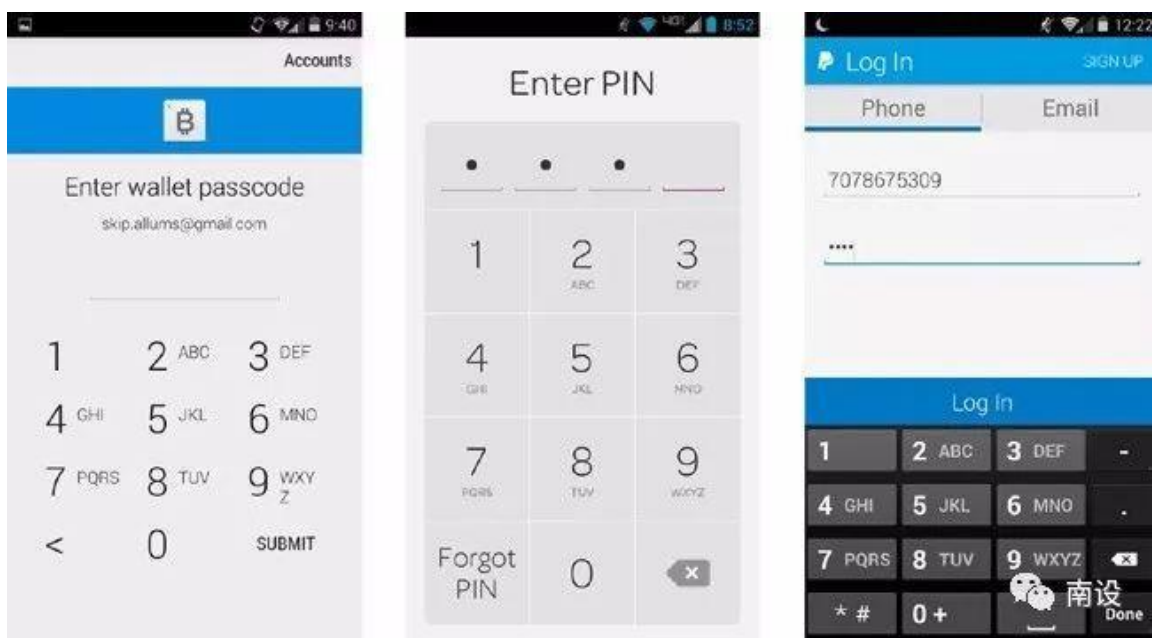 9:40
Accounts
Enter wallet passcode
skip.allums@gmail.com
1
2 ABC
3 DEF
4 GHI
5 JKL
6 MNO
7 PQRS
8 TUV
9 WXY
Z
<
0
SUBMIT
8:52
Enter PIN
1
2
ABC
3
DEF
4
GHI
5
JKL
6
MNO
7
PQRS
8
TUV
9
WXYZ
Forgot
PIN
0
12:22
Log In
SIGN UP
Phone
Email
7078675309
Log In
1
2 ABC
3 DEF
-
4 GHI
5 JKL
6 MNO
.
7 PQRS
8 TUV
9 WXYZ
* #
0 +
Done
南设